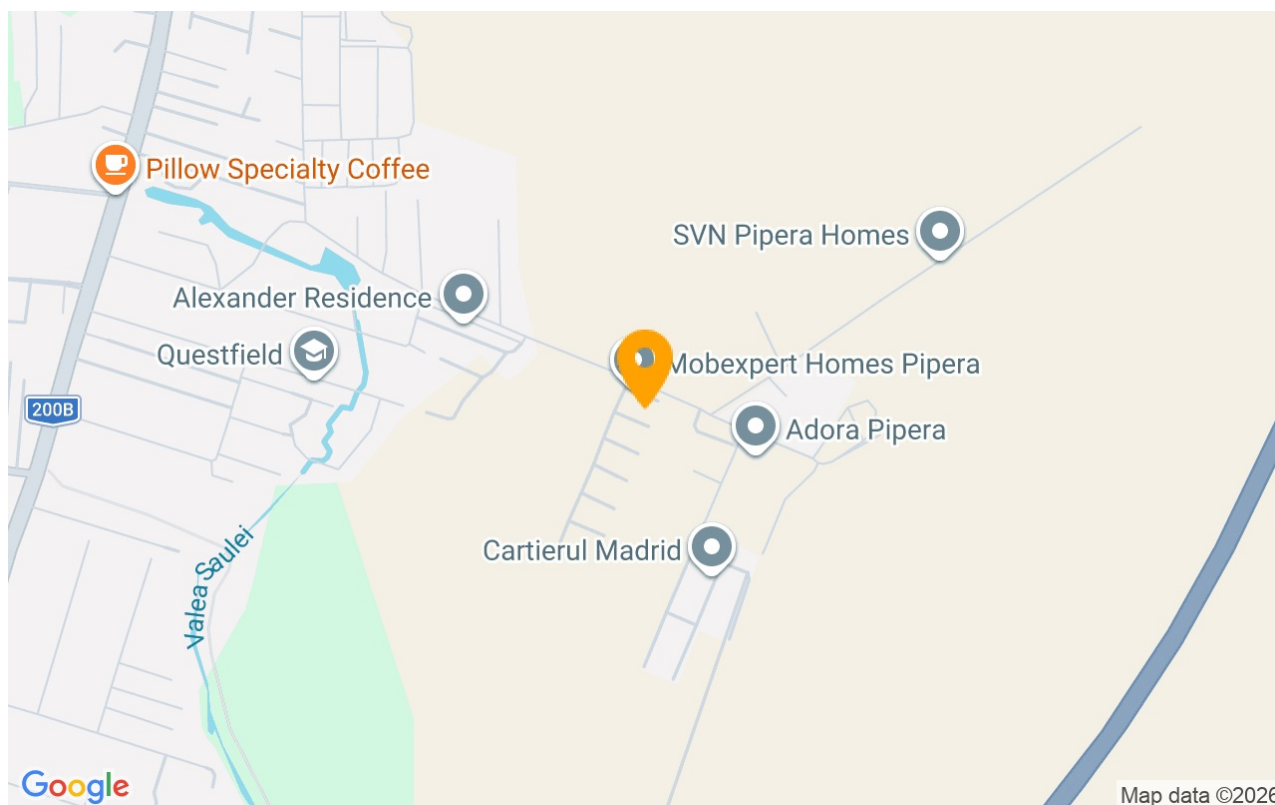 Pillow Specialty Coffee
SVN Pipera Homes
Alexander Residence
Questfield
Mobexpert Homes Pipera
200B
Adora Pipera
Cartierul Madrid
Valea Saulei
Google
Map data ©2026